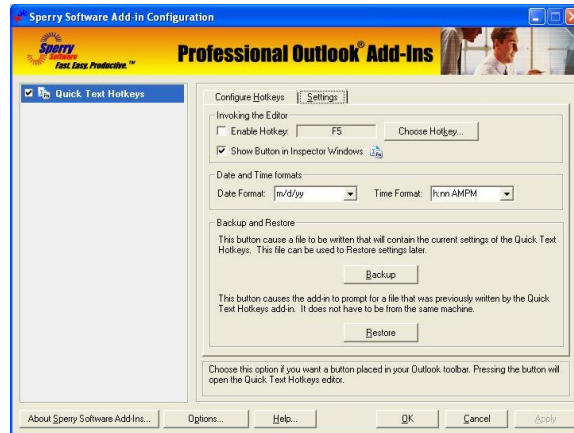 Sperry Software Add-in Configuration
Sperry
Software
Fast. Easy. Productive.™
Professional Outlook® Add-Ins
Quick Text Hotkeys
Configure Hotkeys
Settings
Invoking the Editor
Enable Hotkey: F5 Choose Hotkey...
Show Button in Inspector Windows
Date and Time formats
Date Format: m/d/yy Time Format: h:nn AMPM
Backup and Restore
This button cause a file to be written that will contain the current settings of the Quick Text
Hotkeys. This file can be used to Restore settings later.
Backup
This button causes the add-in to prompt for a file that was previously written by the Quick
Text Hotkeys add-in. It does not have to be from the same machine.
Restore
Choose this option if you want a button placed in your Outlook toolbar. Pressing the button will
open the Quick Text Hotkeys editor.
About Sperry Software Add-Ins... Options... Help... OK Cancel Apply